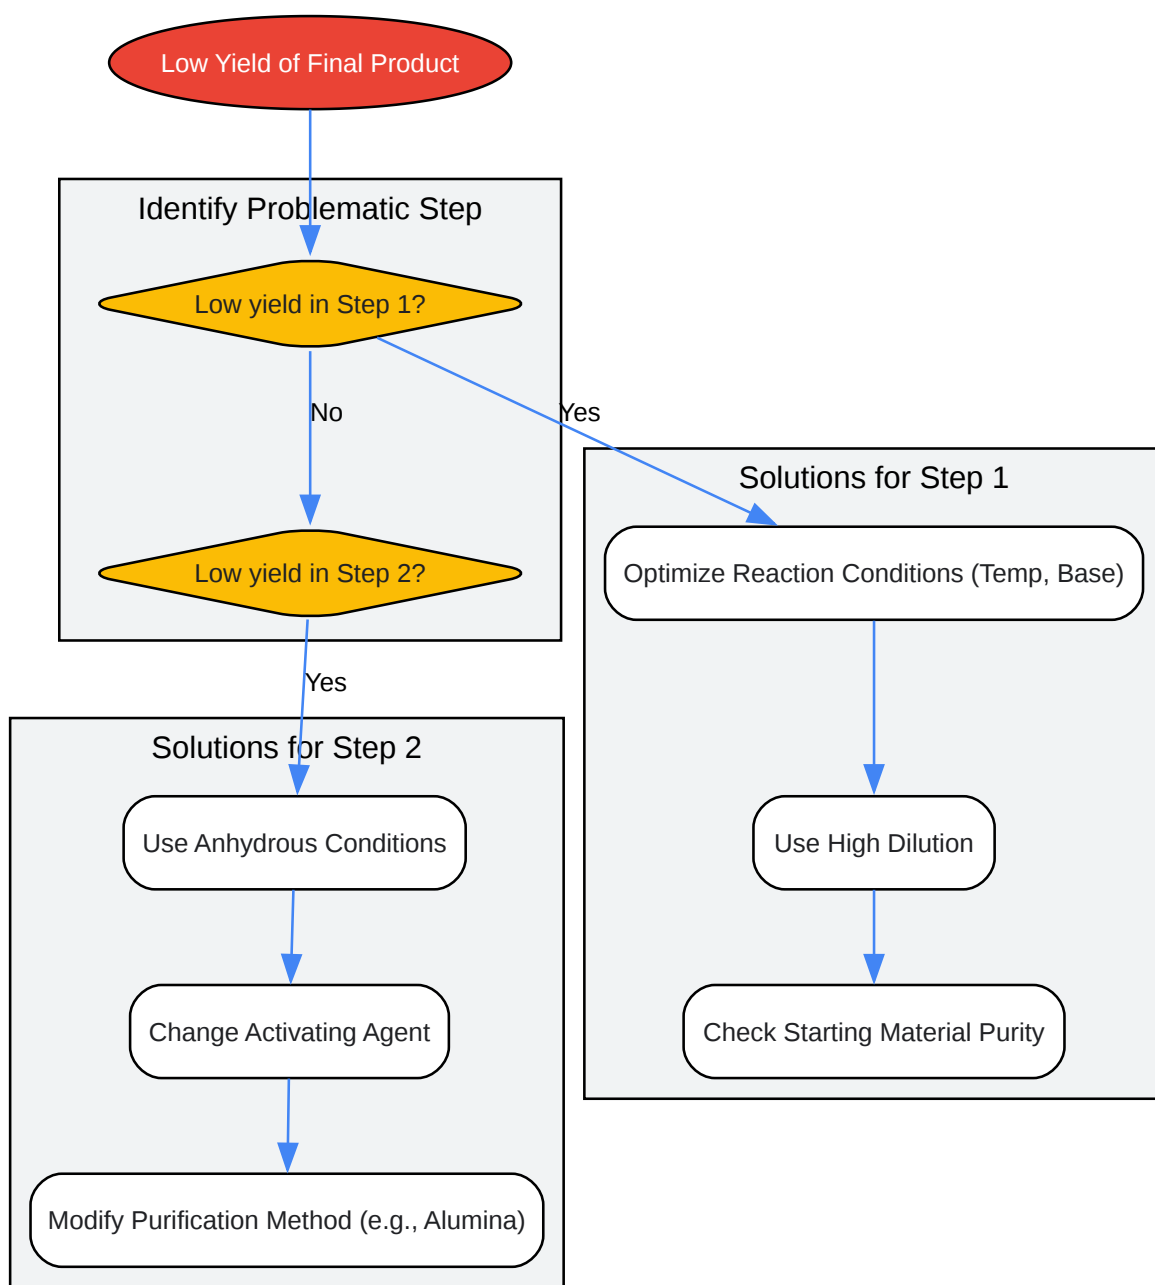 Low Yield of Final Product
Identify Problematic Step
Low yield in Step 1?
No
Yes
Low yield in Step 2?
Yes
Solutions for Step 1
Optimize Reaction Conditions (Temp, Base)
Use High Dilution
Check Starting Material Purity
Solutions for Step 2
Use Anhydrous Conditions
Change Activating Agent
Modify Purification Method (e.g., Alumina)